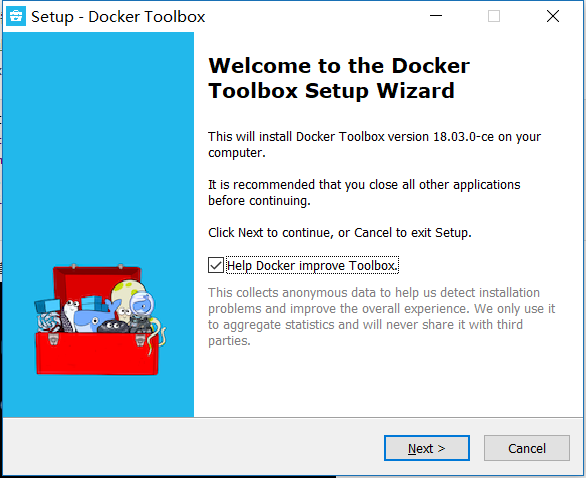 Setup - Docker Toolbox
Welcome to the Docker
Toolbox Setup Wizard
This will install Docker Toolbox version 18.03.0-ce on your
computer.
It is recommended that you close all other applications
before continuing.
Click Next to continue, or Cancel to exit Setup.
Help Docker improve Toolbox.
This collects anonymous data to help us detect installation
problems and improve the overall experience. We only use it
to aggregate statistics and will never share it with third
parties.
Next >
Cancel